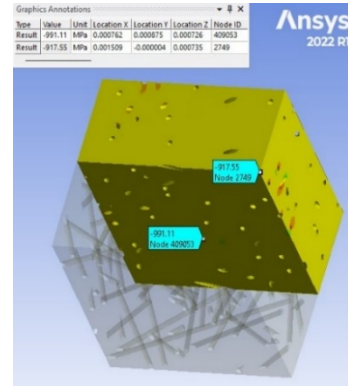 Graphics Annotations
Type Value Unit Location X Location Y Location Z Node ID
Result -991.11 MPa 0.000762 0.000875 0.000726 409053
Result -917.55 MPa 0.001509 -0.000004 0.000735 2749
Ansys
2022 R1
-917.55
Node 2749
-991.11
Node 409053